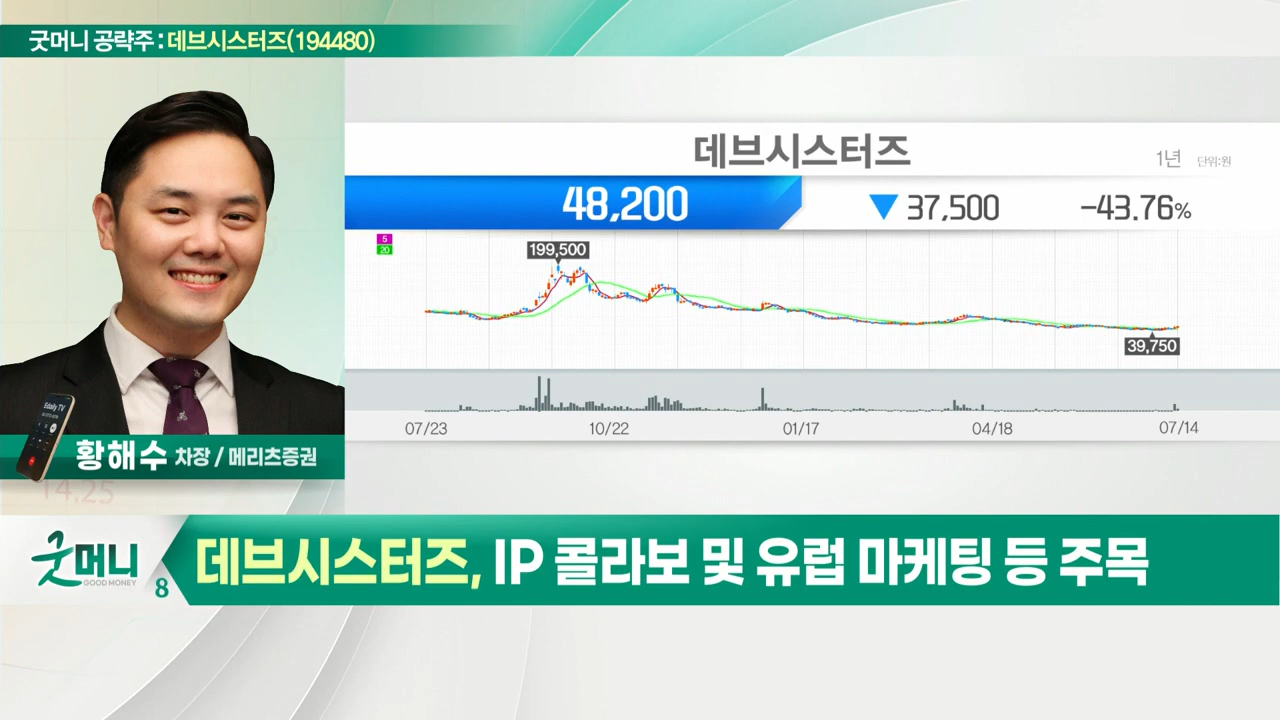 굿머니 공략주 : 데브시스터즈(194480)
데브시스터즈
1년 단위:원
48,200 ▼ 37,500 -43.76%
5
20
199,500
39,750
07/23 10/22 01/17 04/18 07/14
Edaily TV
황해수 차장 / 메리츠증권
14.25
굿머니
GOOD MONEY
8
데브시스터즈, IP 콜라보 및 유럽 마케팅 등 주목